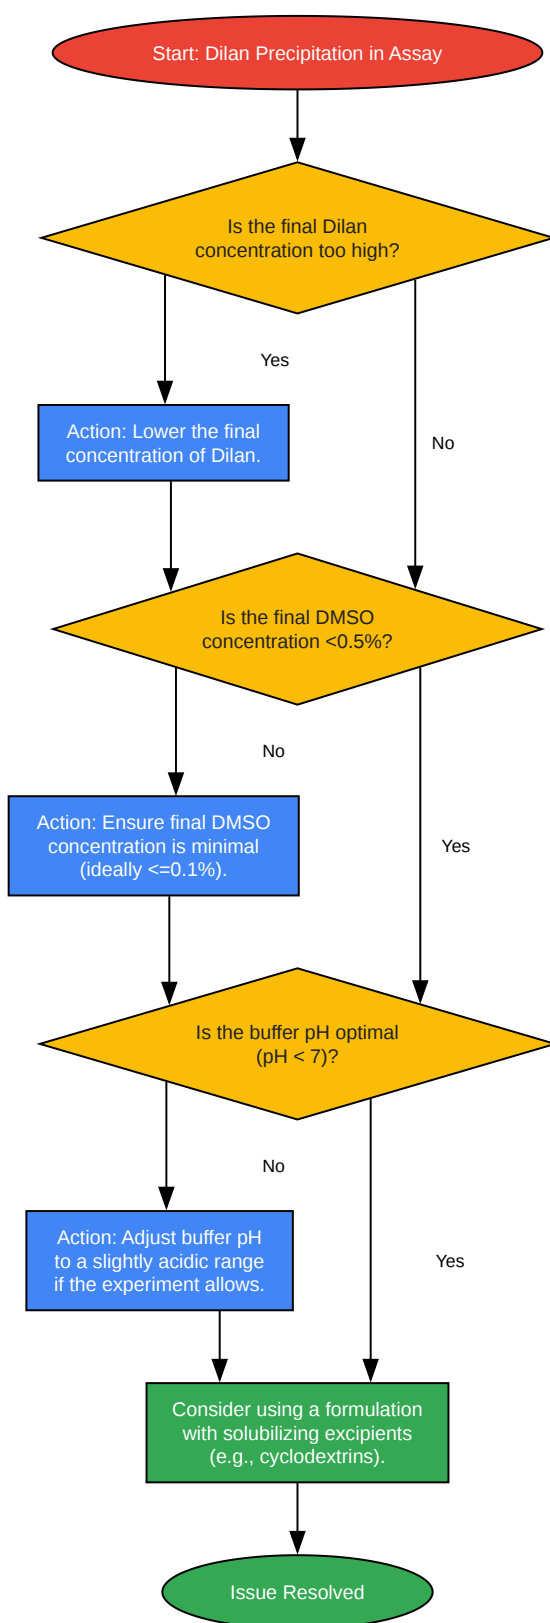 Start: Dilan Precipitation in Assay
Is the final Dilan
concentration too high?
Yes
Action: Lower the final
concentration of Dilan.
No
Is the final DMSO
concentration <0.5%?
No
Action: Ensure final DMSO
concentration is minimal
(ideally <=0.1%).
Yes
Is the buffer pH optimal
(pH < 7)?
No
Action: Adjust buffer pH
to a slightly acidic range
if the experiment allows.
Yes
Consider using a formulation
with solubilizing excipients
(e.g., cyclodextrins).
Issue Resolved